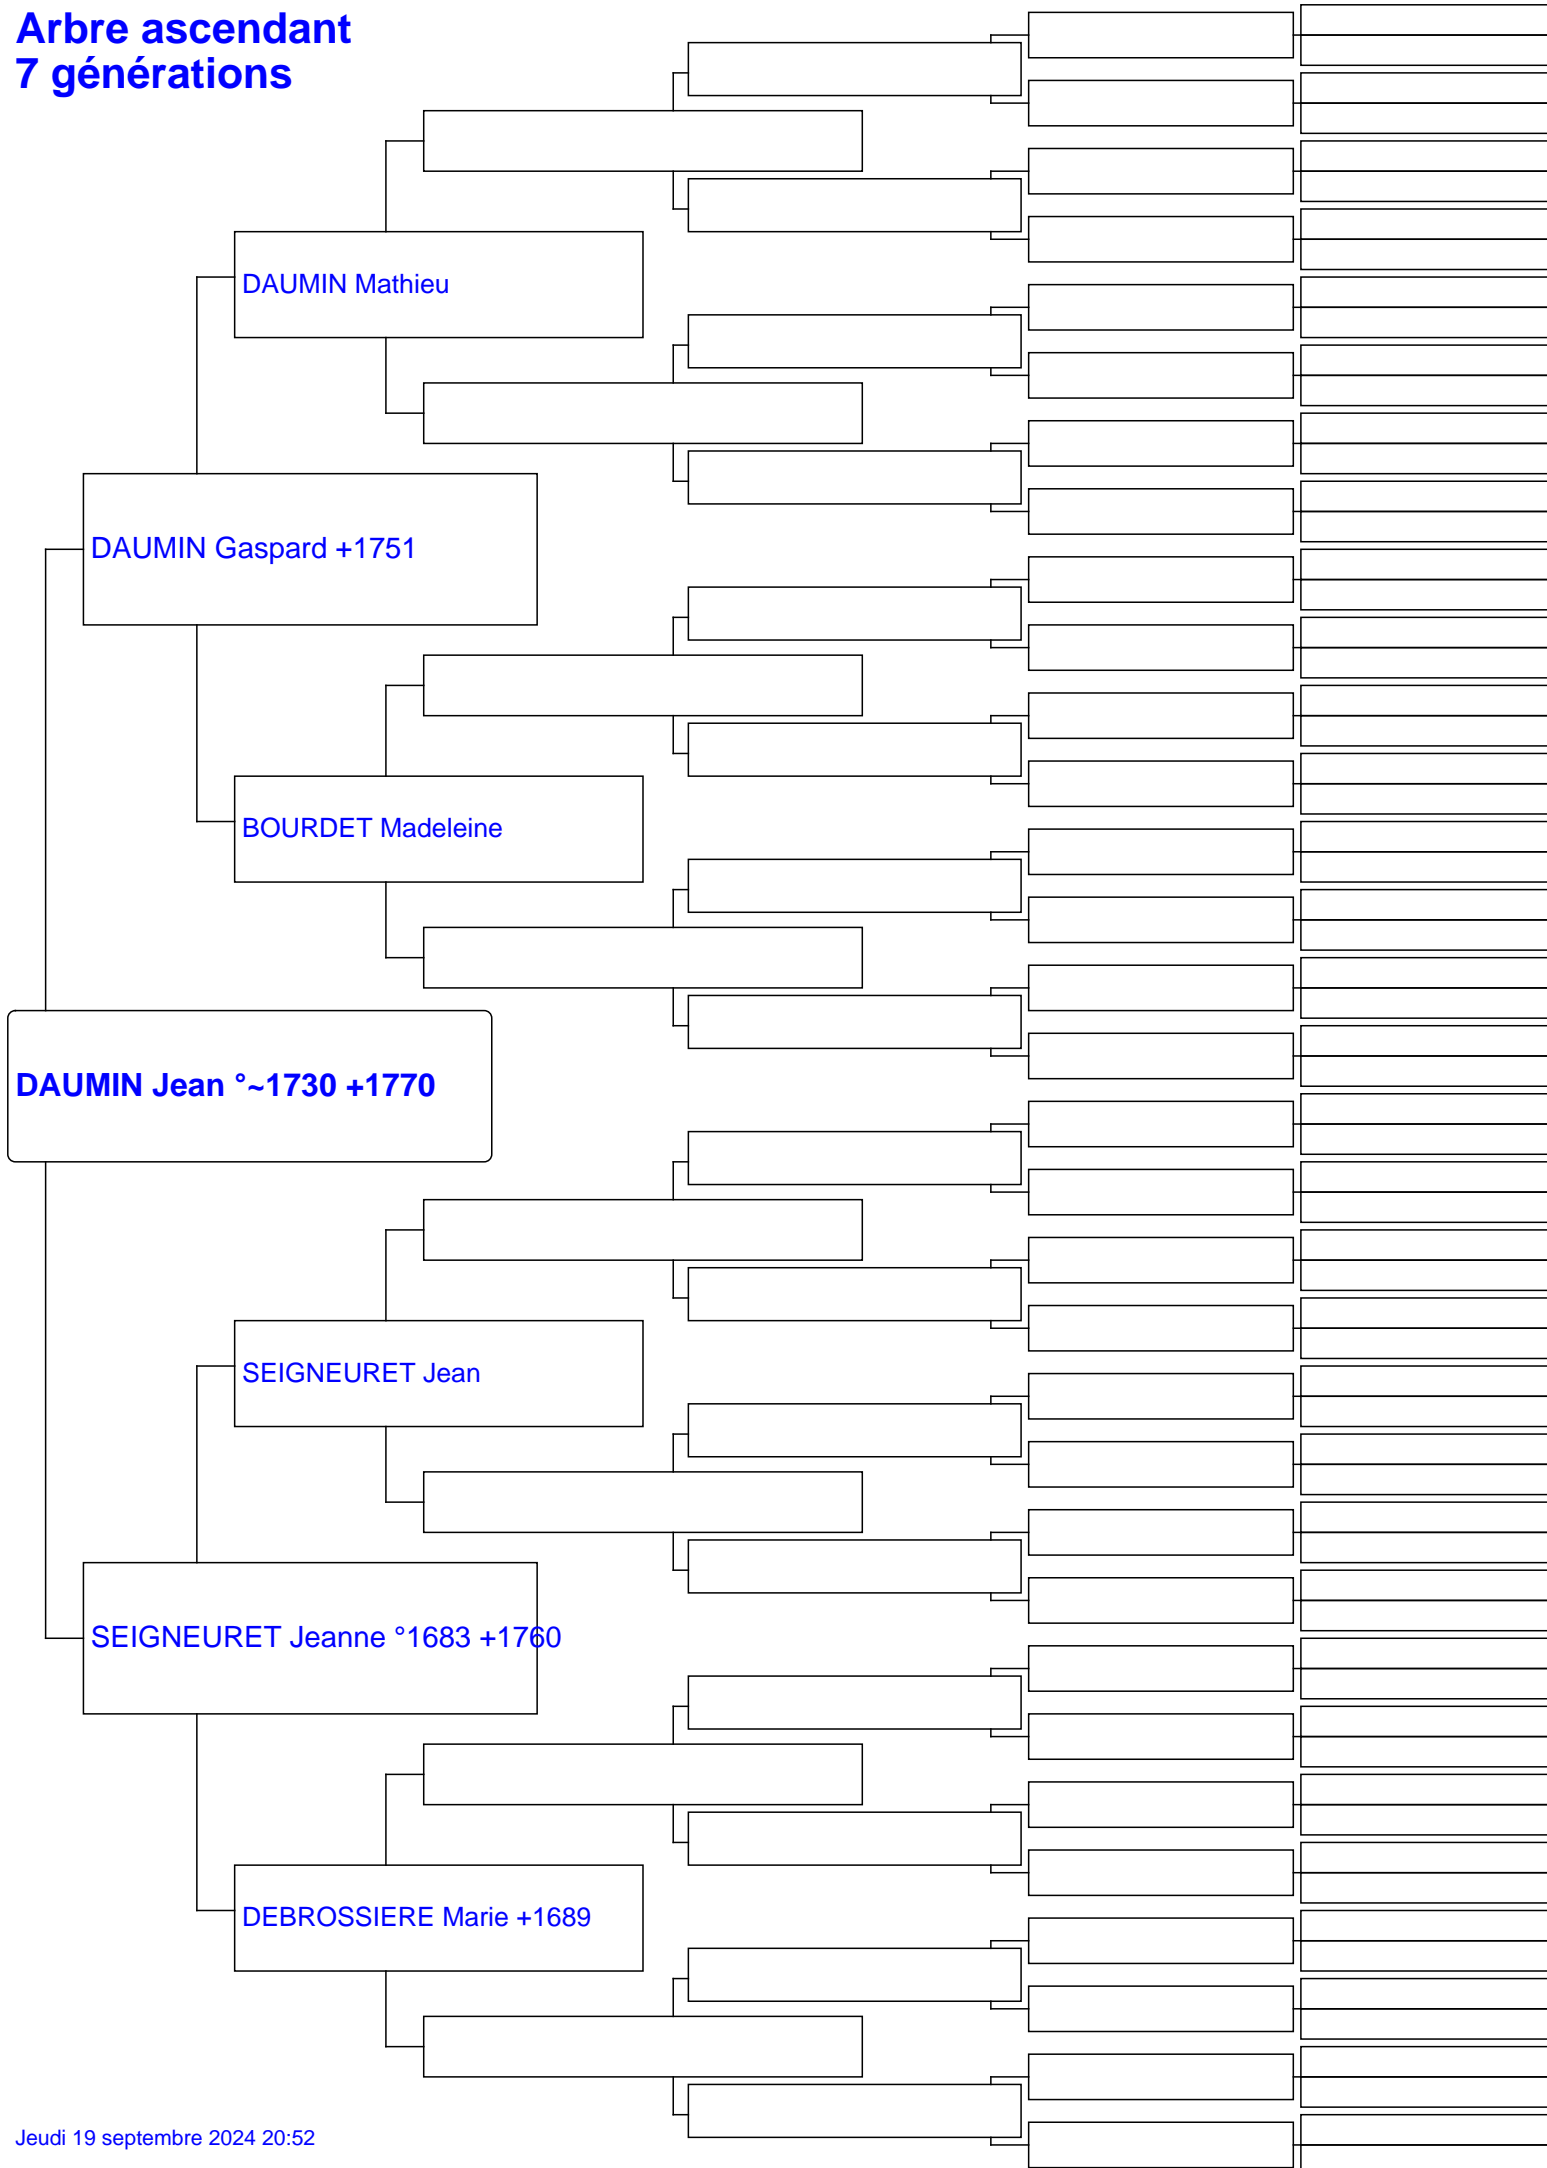 Arbre ascendant
7 générations
DAUMIN Mathieu
DAUMIN Gaspard +1751
BOURDET Madeleine
DAUMIN Jean °~1730 +1770
SEIGNEURET Jean
SEIGNEURET Jeanne °1683 +1760
DEBROSSIERE Marie +1689
Jeudi 19 septembre 2024 20:52